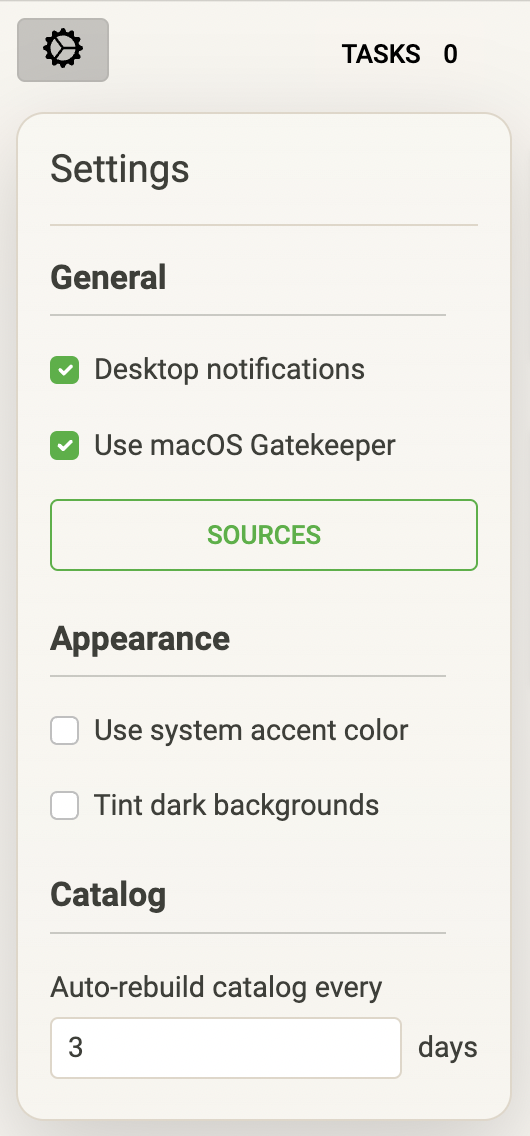 TASKS 0
Settings
General
Desktop notifications
Use macOS Gatekeeper
SOURCES
Appearance
Use system accent color
Tint dark backgrounds
Catalog
Auto-rebuild catalog every
3 days